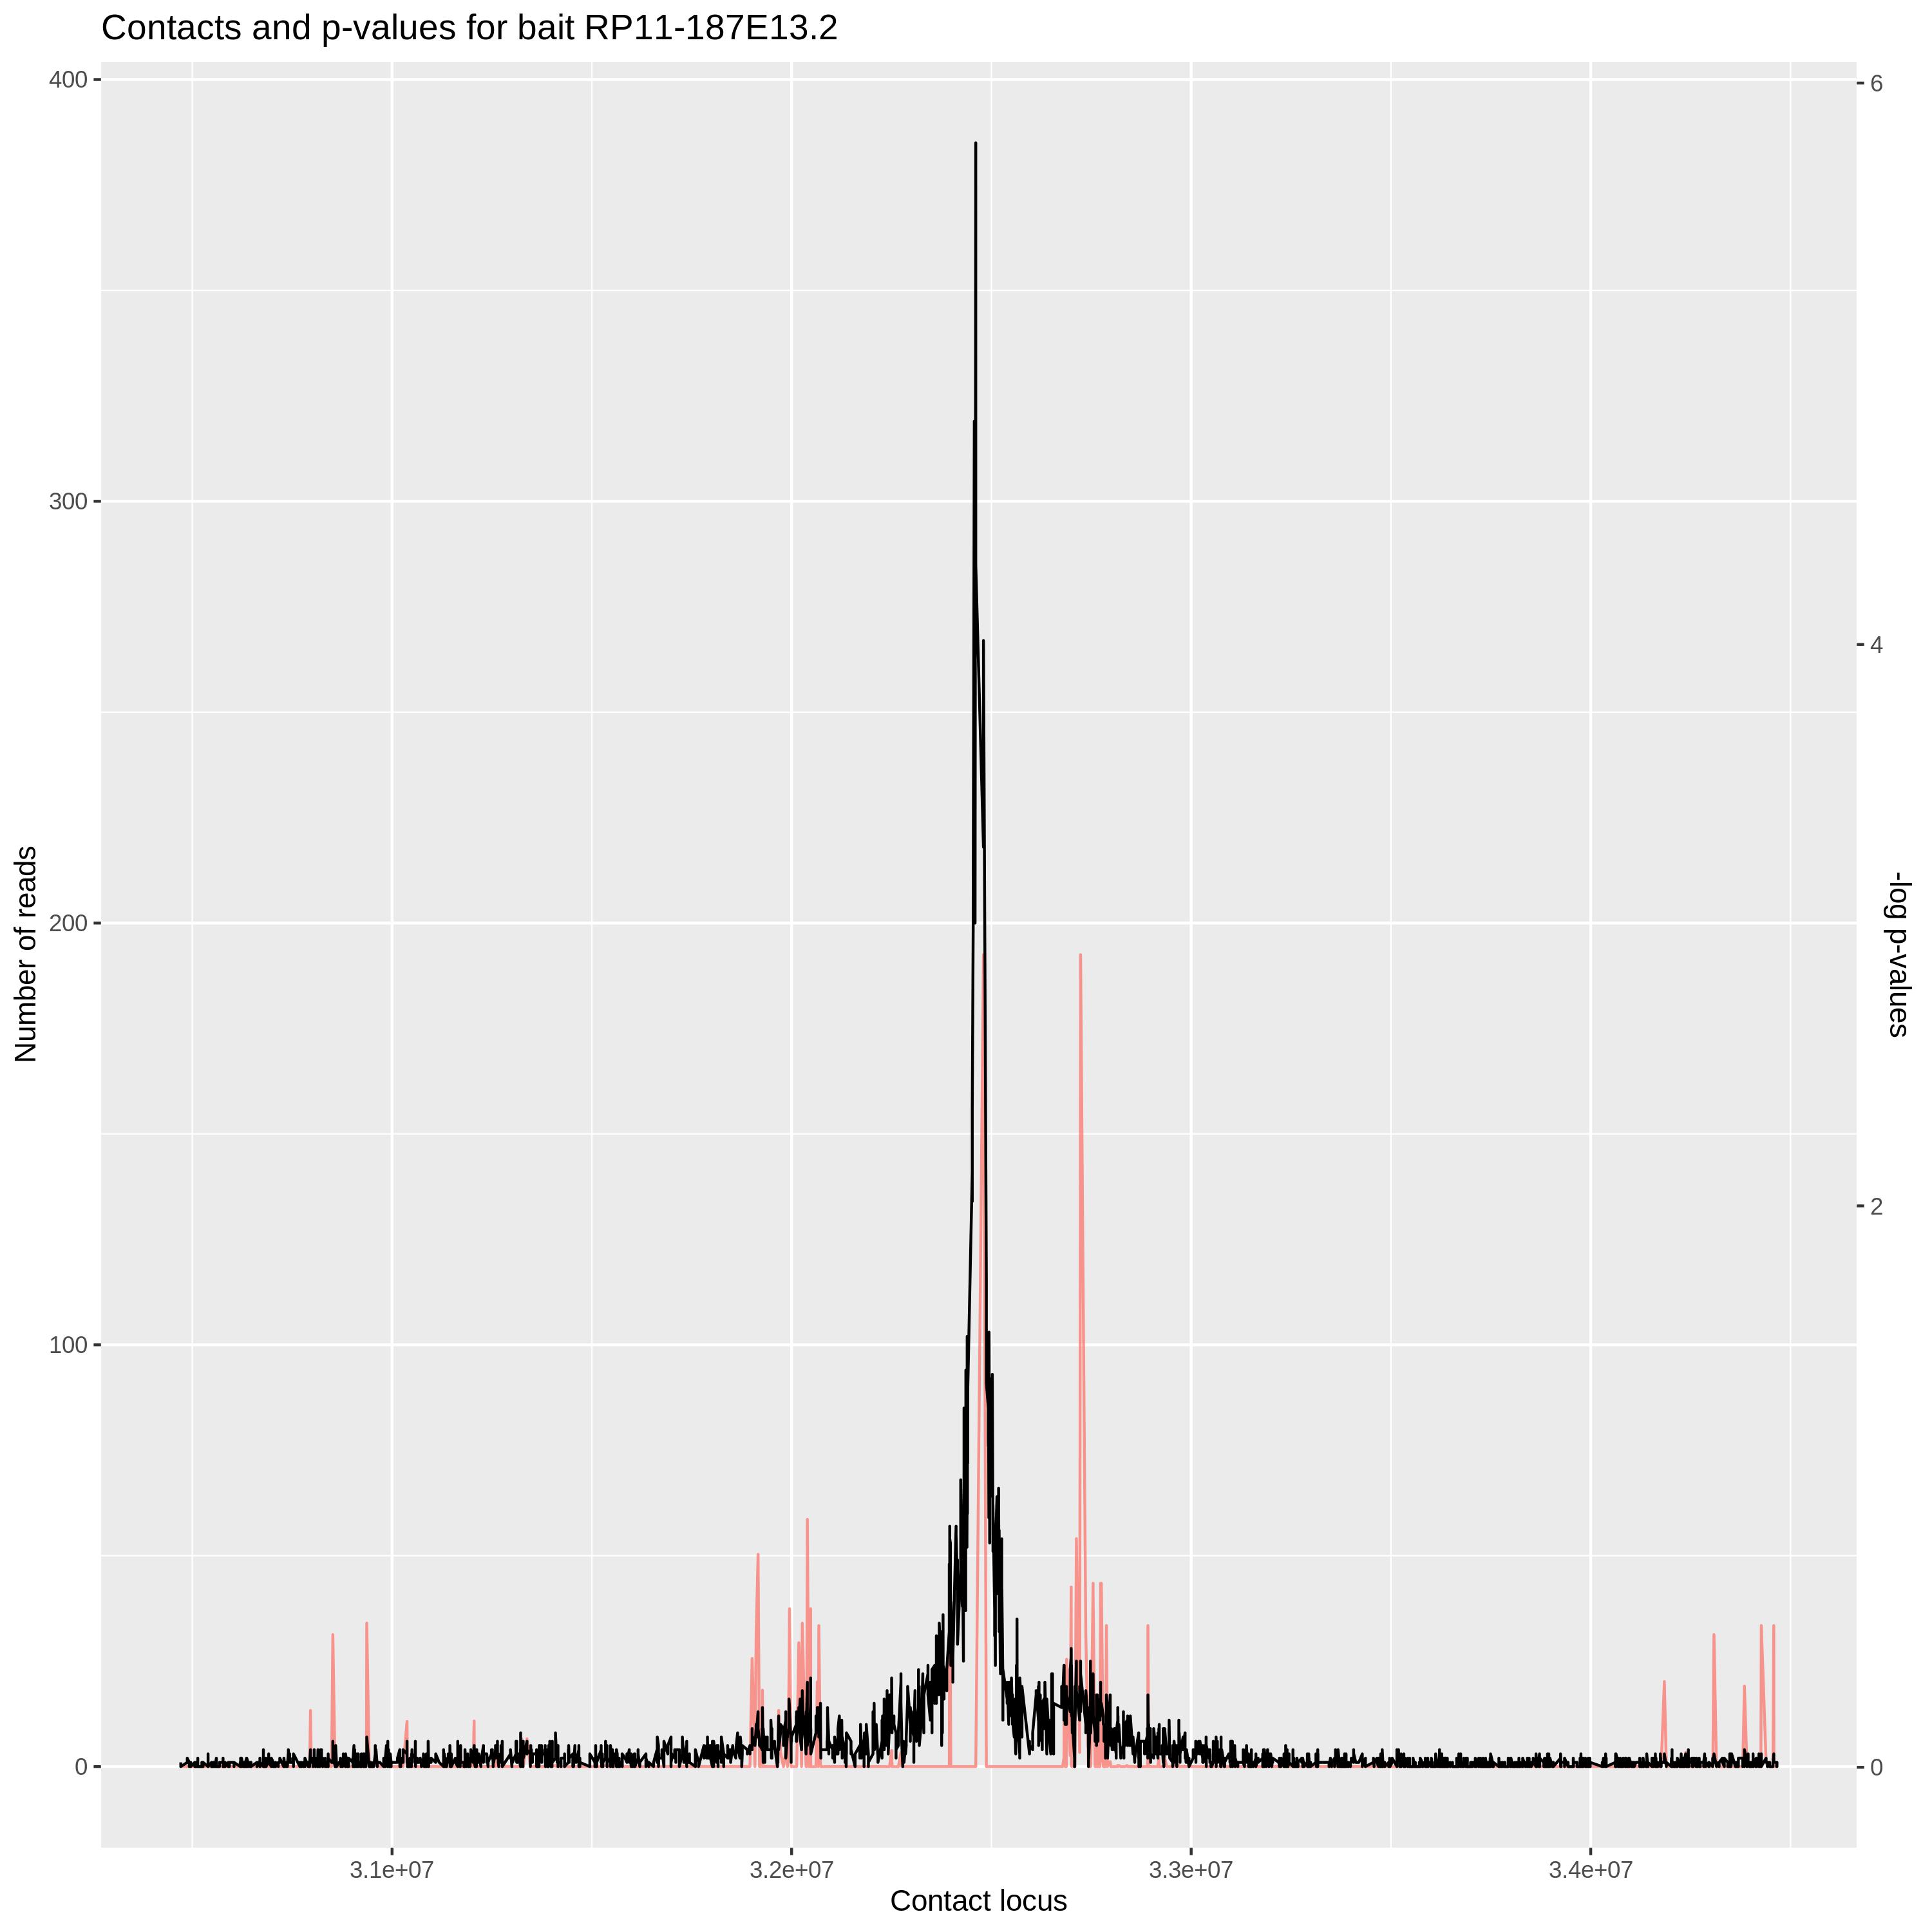 Contacts and p-values for bait RP11-187E13.2
400
300
200
100
0
Number of reads
6
4
2
0
-log p-values
3.1e+07
3.2e+07
3.3e+07
3.4e+07
Contact locus